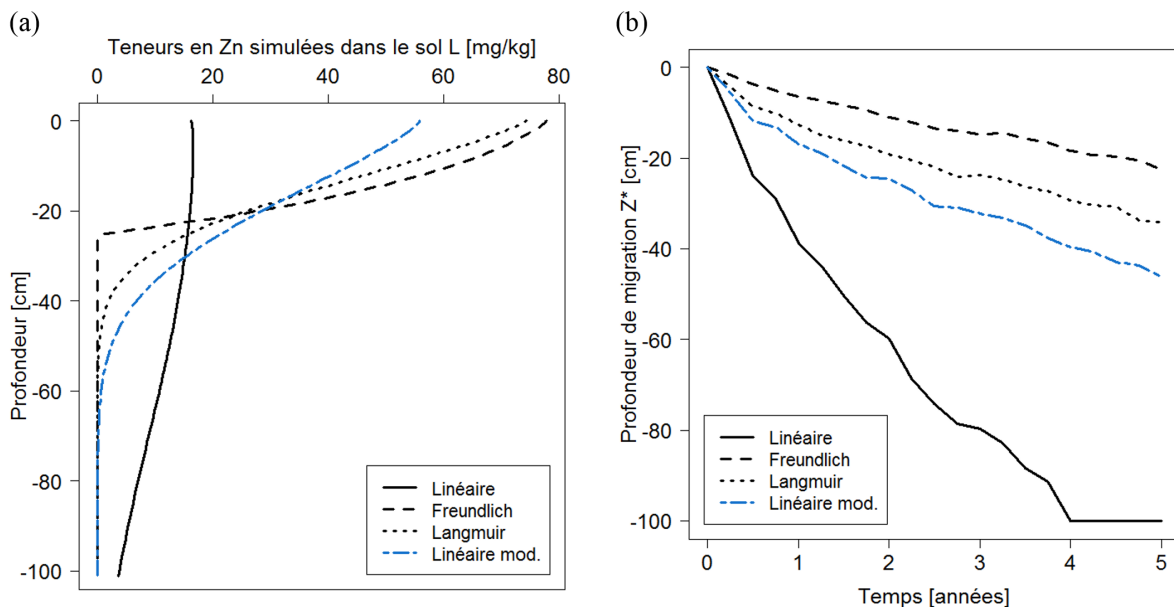 (a)
Teneurs en Zn simulées dans le sol L [mg/kg]
0 20 40 60 80
Profondeur [cm]
0
-20
-40
-60
-80
-100
Linéaire
Freundlich
Langmuir
Linéaire mod.
(b)
Profondeur de migration Z* [cm]
0
-20
-40
-60
-80
-100
Linéaire
Freundlich
Langmuir
Linéaire mod.
0 1 2 3 4 5
Temps [années]